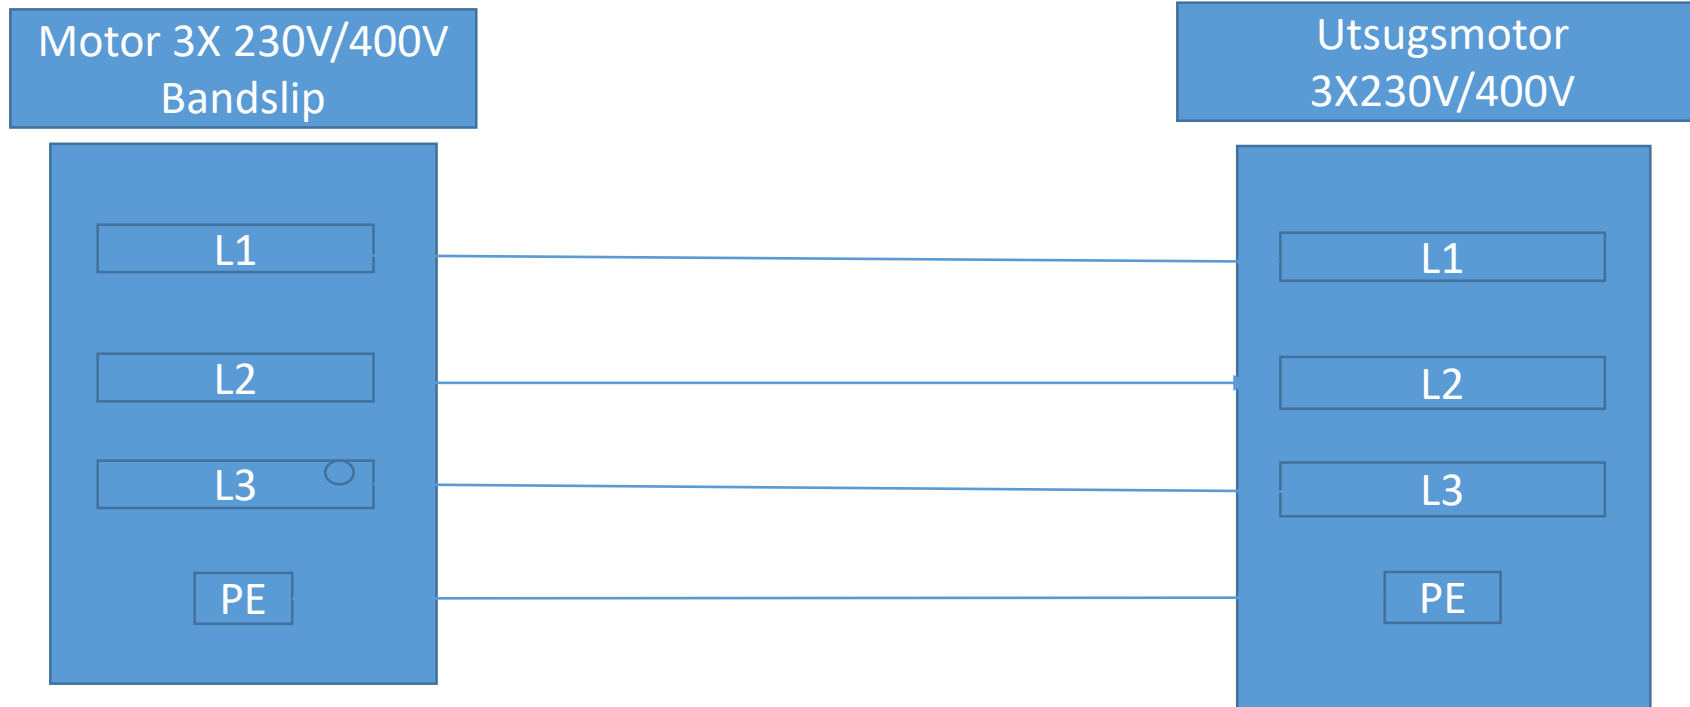 Motor 3X 230V/400V
Bandslip
Utsugsmotor
3X230V/400V
L1
L1
L2
L2
L3
L3
PE
PE